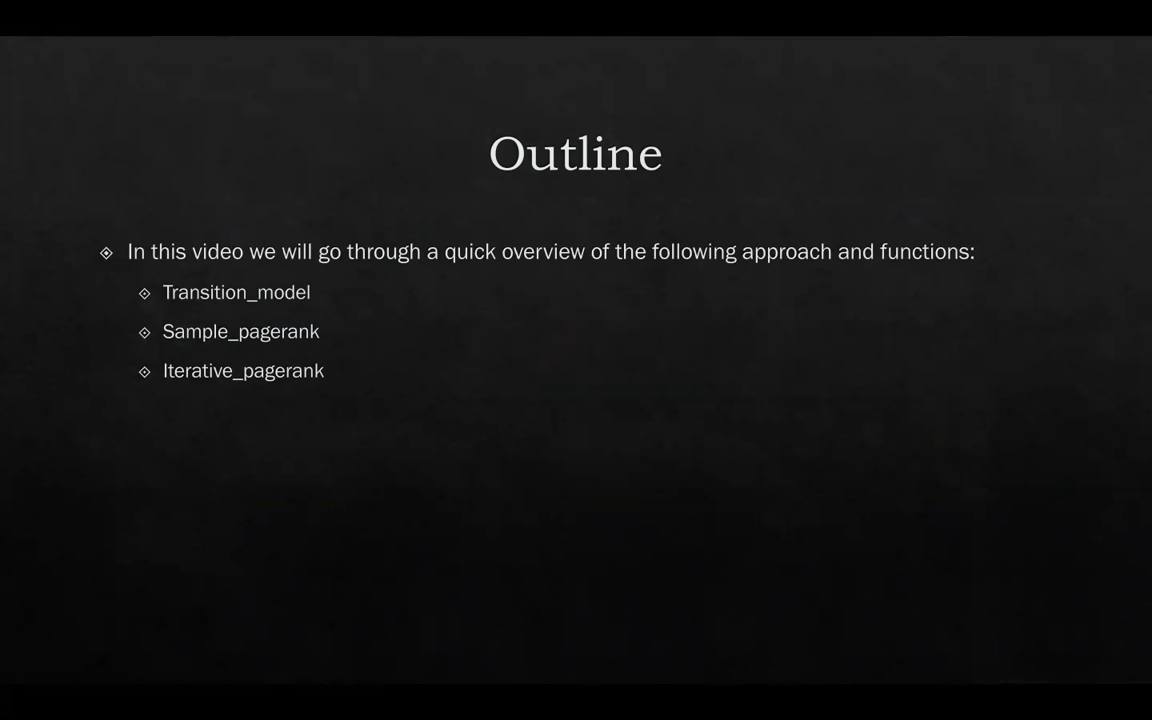 Outline
In this video we will go through a quick overview of the following approach and functions:
Transition_model
Sample_pagerank
Iterative_pagerank